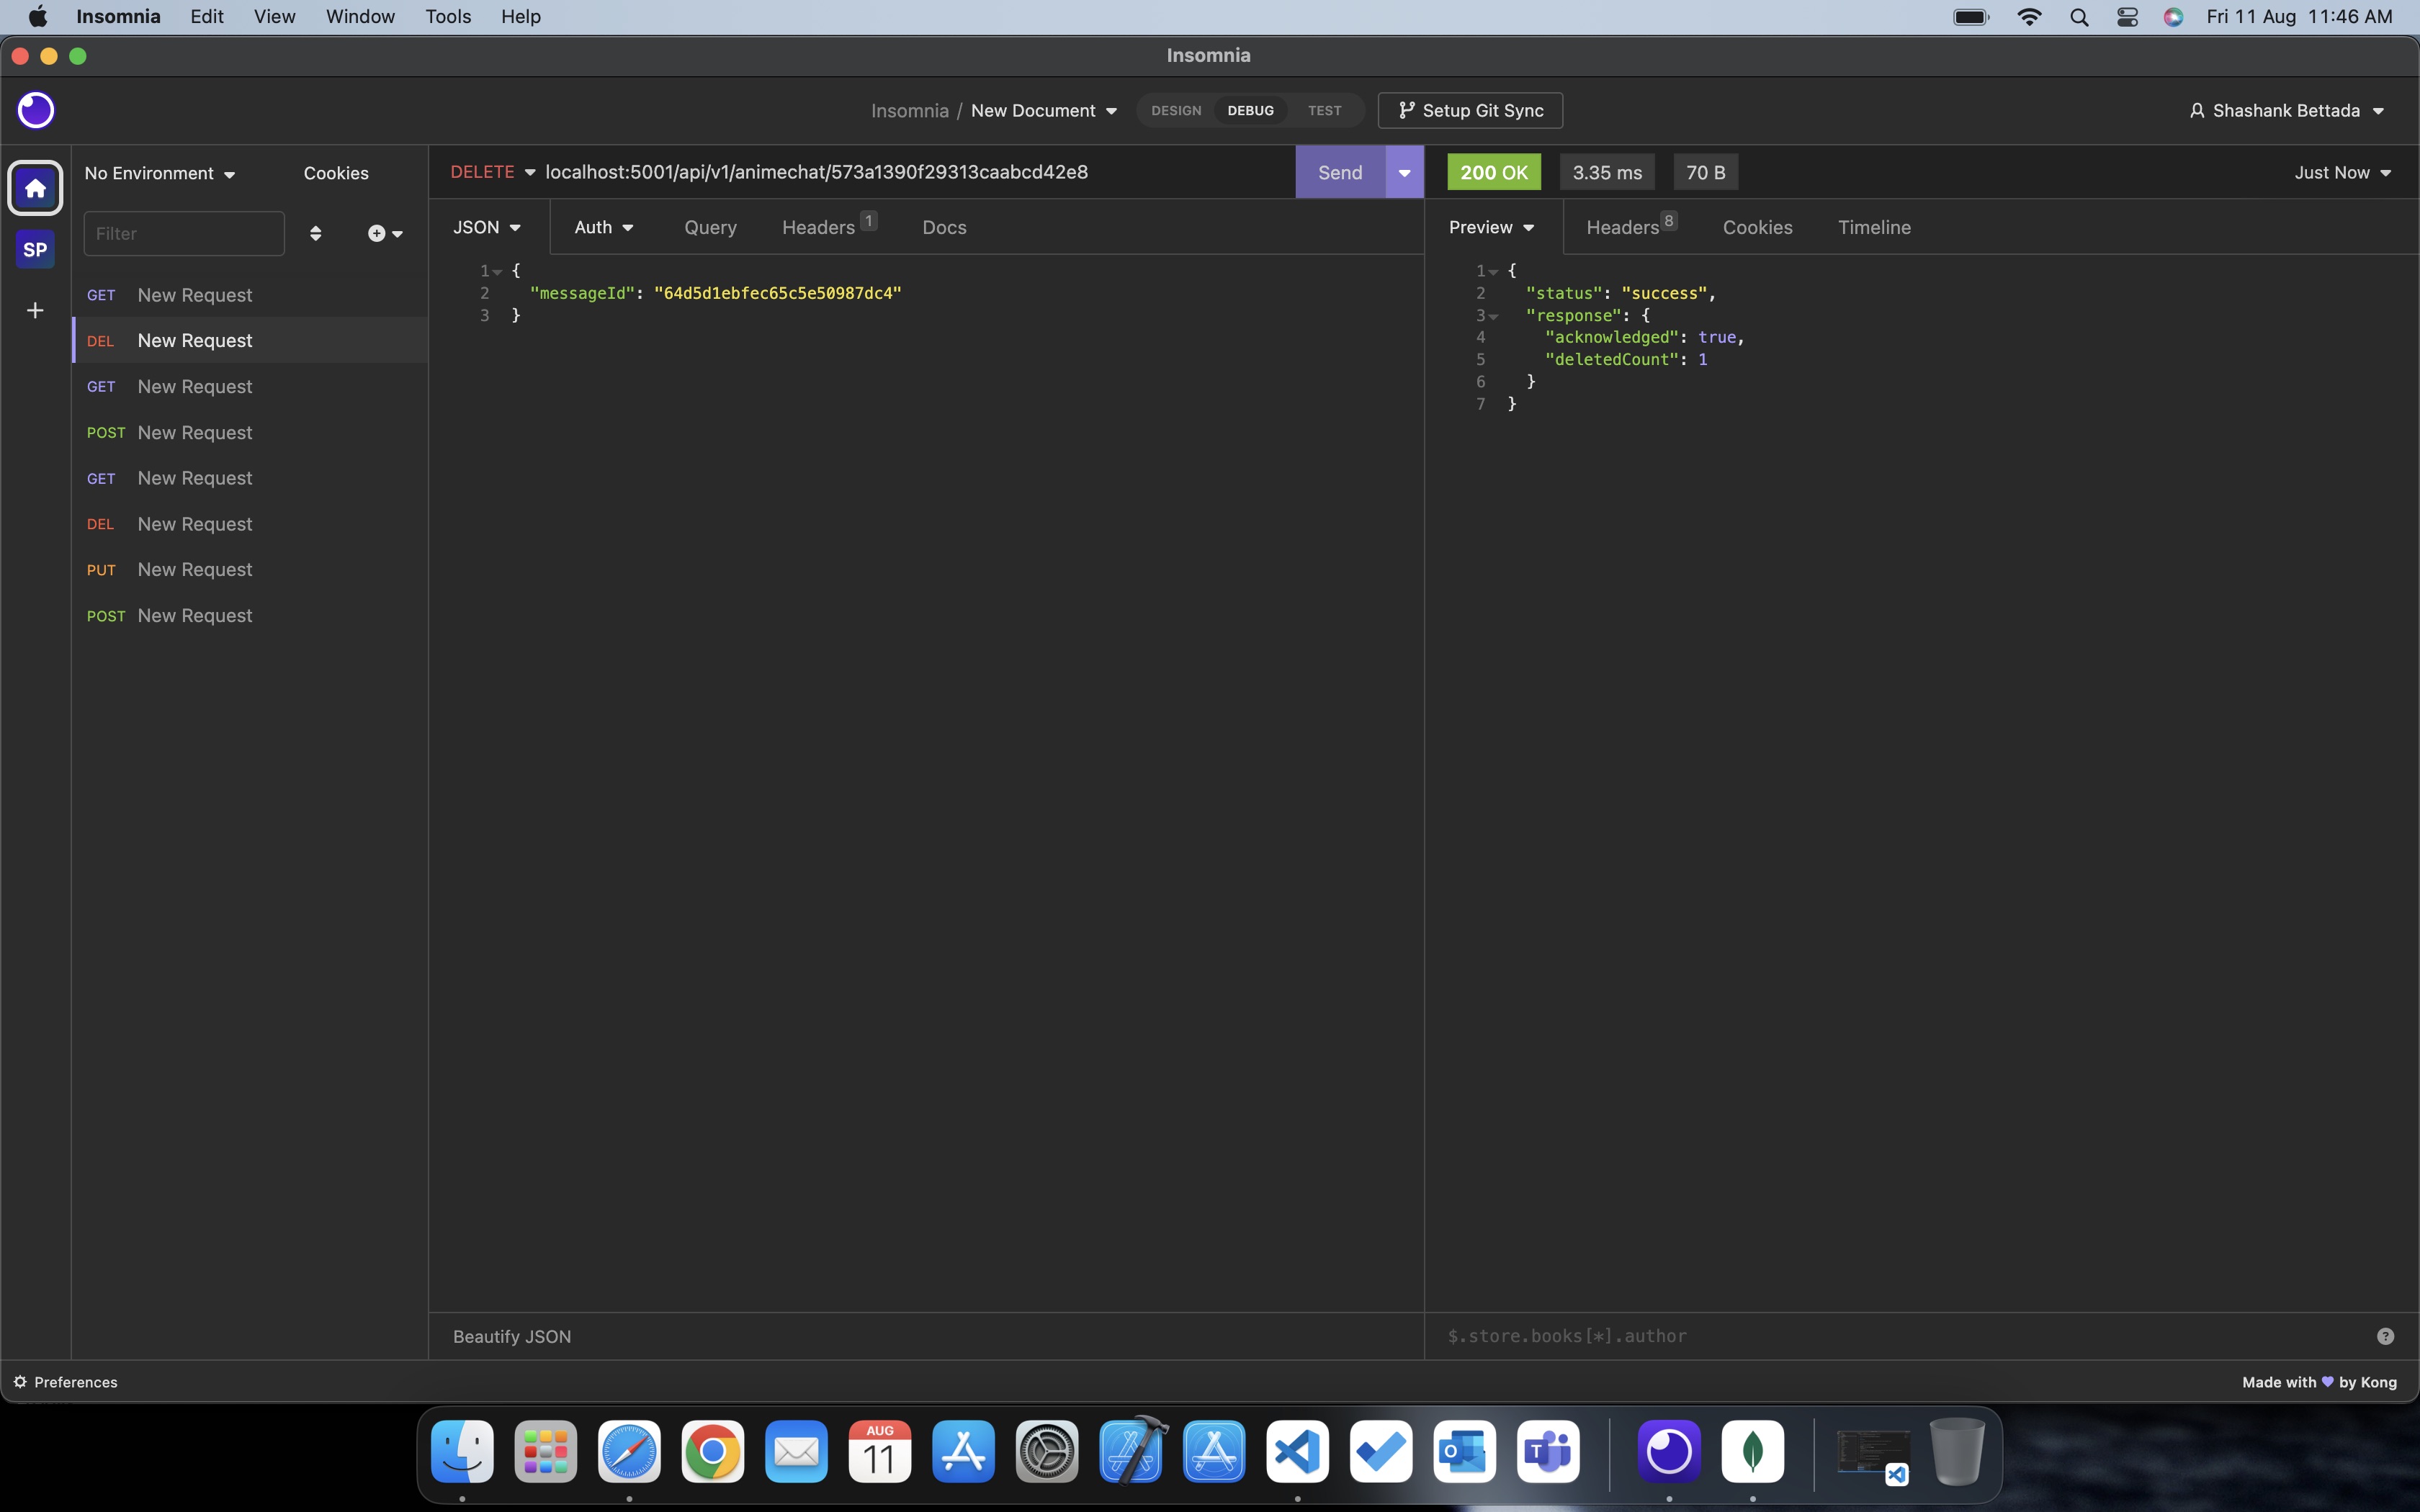 Insomnia Edit View Window Tools Help Fri 11 Aug 11:46 AM
Insomnia
Insomnia / New Document DESIGN DEBUG TEST Setup Git Sync Shashank Bettada
No Environment Cookies
Filter
SP
GET New Request
DEL New Request
GET New Request
POST New Request
GET New Request
DEL New Request
PUT New Request
POST New Request
DELETE localhost:5001/api/v1/animechat/573a1390f29313caabcd42e8 Send
JSON Auth Query Headers 1 Docs
1 {
2 "messageId": "64d5d1ebfec65c5e50987dc4"
3 }
Beautify JSON
200 OK 3.35 ms 70 B Just Now
Preview Headers 8 Cookies Timeline
1 {
2 "status": "success",
3 "response": {
4 "acknowledged": true,
5 "deletedCount": 1
6 }
7 }
$.store.books[*].author ?
Preferences Made with 💜 by Kong
AUG
11
O
T